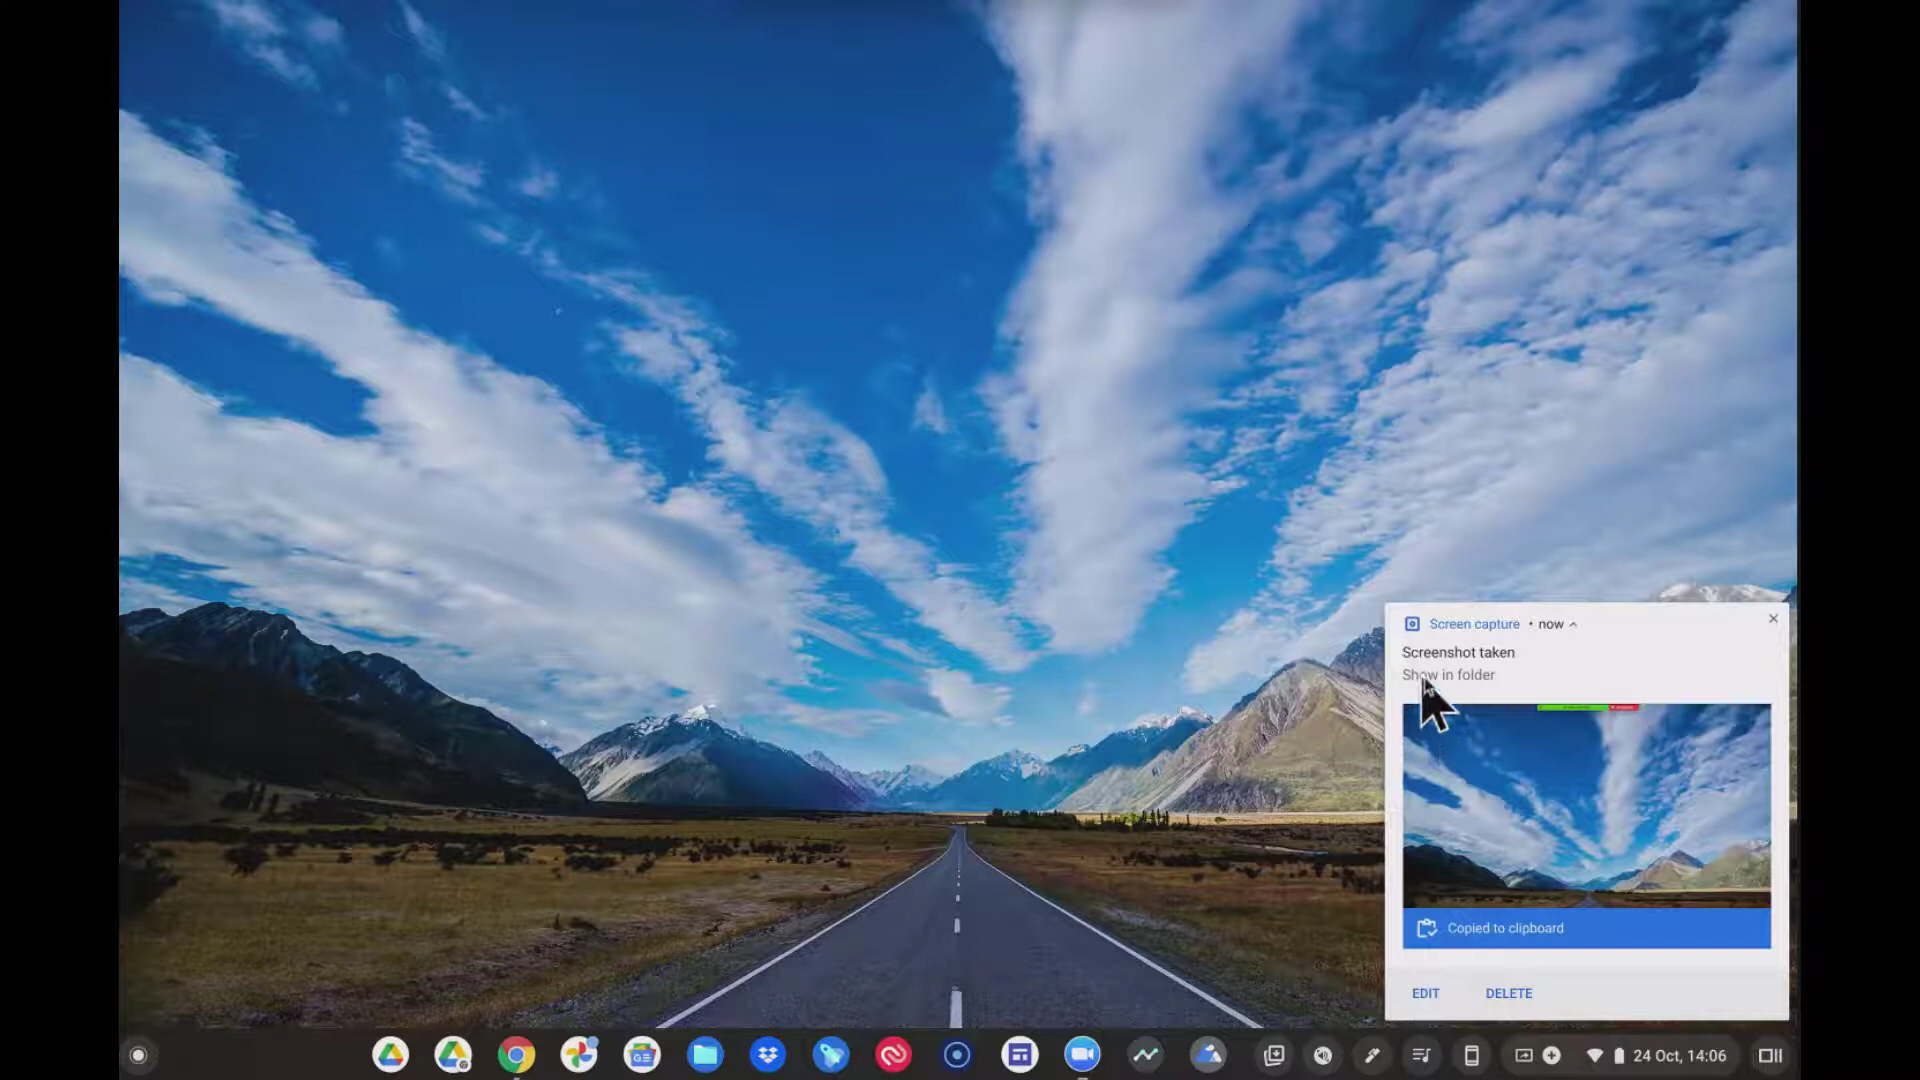 Screen capture • now
Screenshot taken
Show in folder
Copied to clipboard
EDIT DELETE
24 Oct, 14:06